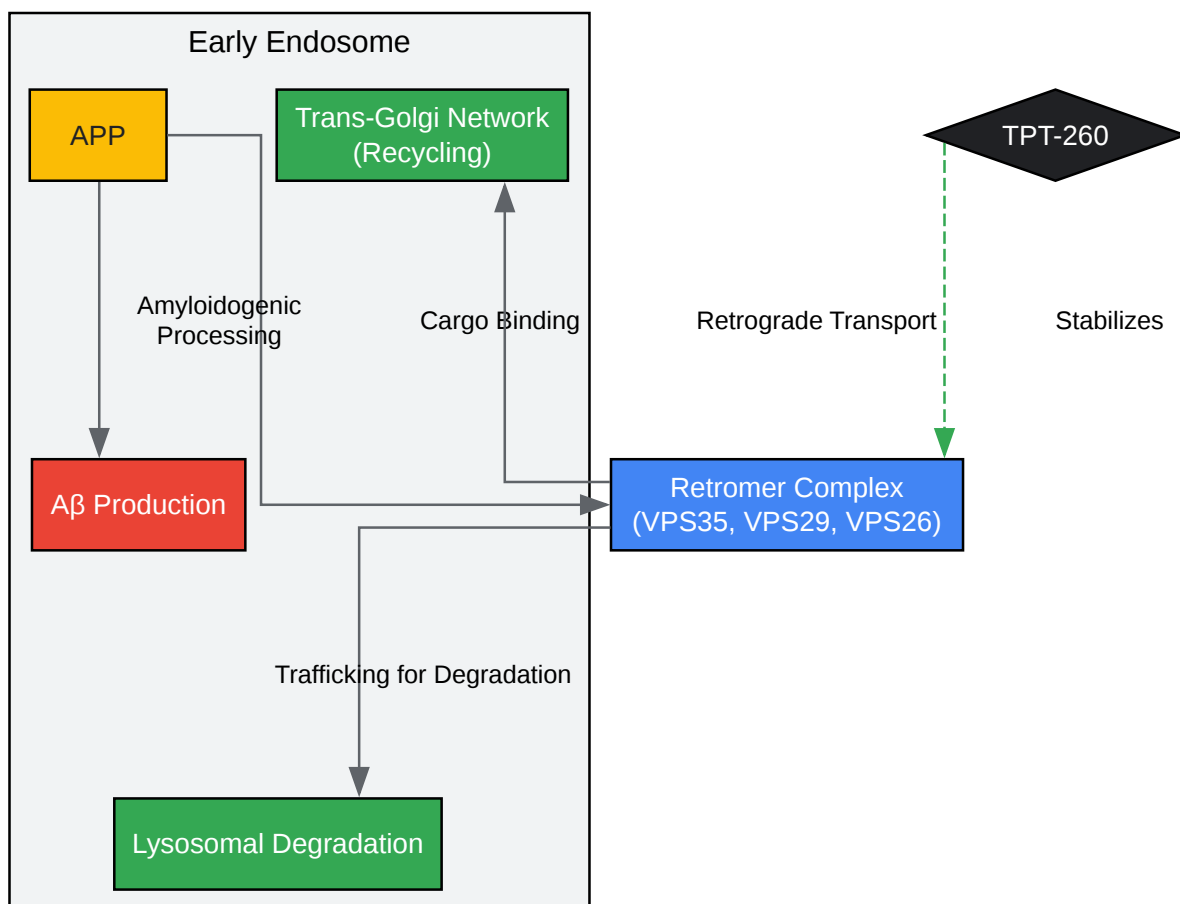 Early Endosome
APP
Trans-Golgi Network
(Recycling)
TPT-260
Amyloidogenic
Processing
Cargo Binding
Retrograde Transport
Stabilizes
Aβ Production
Retromer Complex
(VPS35, VPS29, VPS26)
Trafficking for Degradation
Lysosomal Degradation